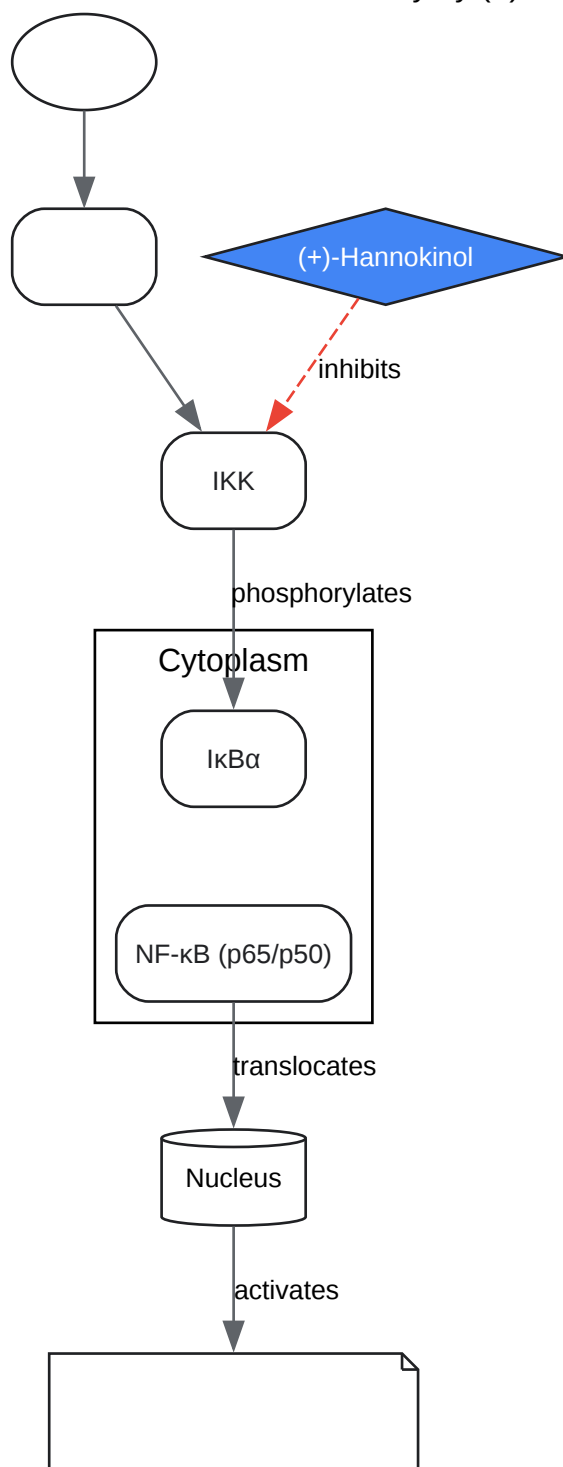 (+)-Hannokinol
inhibits
IKK
phosphorylates
Cytoplasm
IκBα
NF-κB (p65/p50)
translocates
Nucleus
activates